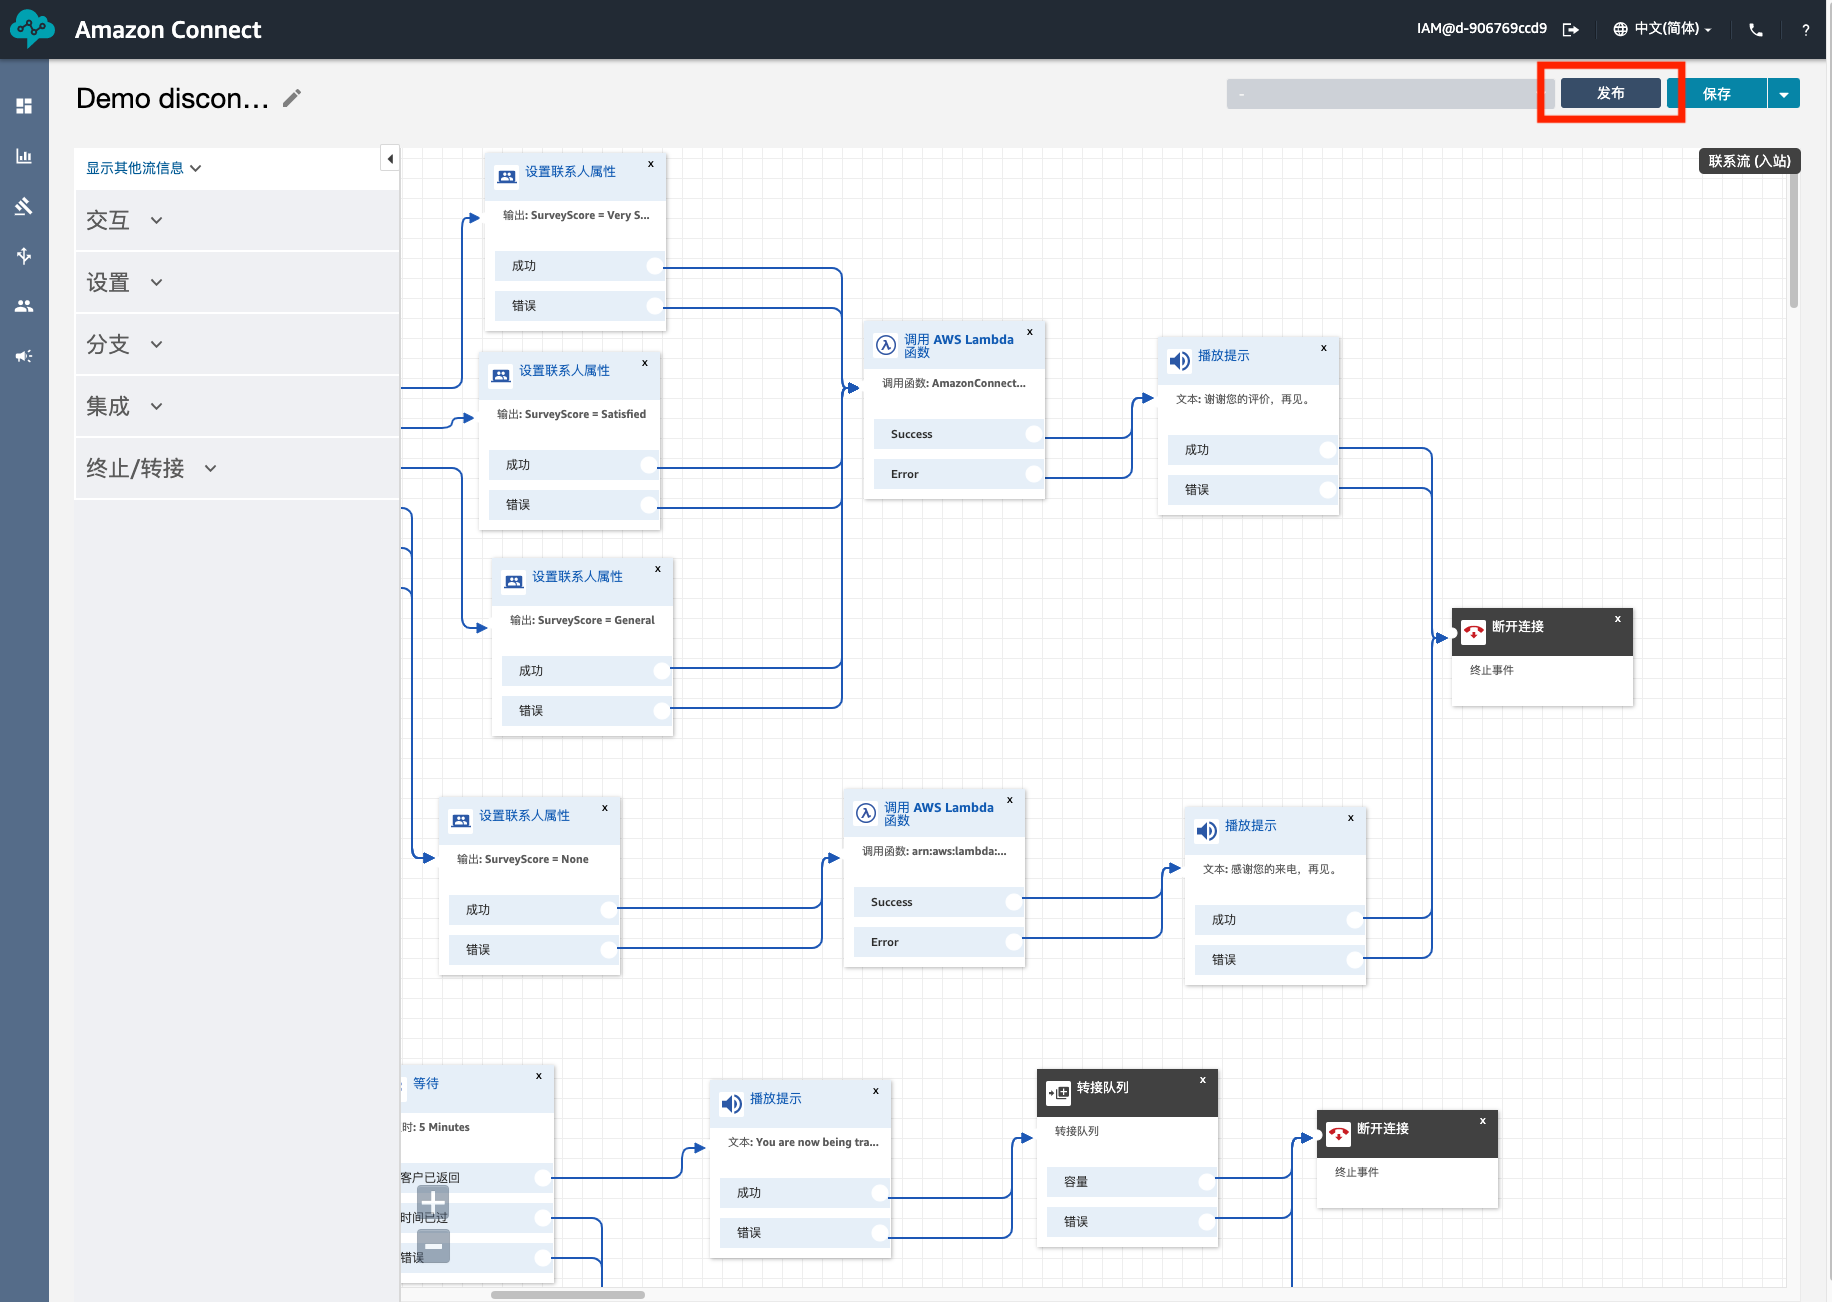 Amazon Connect
IAM@d-906769ccd9
中文(简体)
?
Demo discon...
-
发布
保存
联系流 (入站)
显示其他流信息
交互
设置
分支
集成
终止/转接
设置联系人属性
x
输出: SurveyScore = Very S...
成功
错误
设置联系人属性
x
输出: SurveyScore = Satisfied
成功
错误
设置联系人属性
x
输出: SurveyScore = General
成功
错误
调用 AWS Lambda
函数
x
调用函数: AmazonConnect...
Success
Error
播放提示
x
文本: 谢谢您的评价，再见。
成功
错误
断开连接
x
终止事件
设置联系人属性
x
输出: SurveyScore = None
成功
错误
调用 AWS Lambda
函数
x
调用函数: arn:aws:lambda:...
Success
Error
播放提示
x
文本: 感谢您的来电，再见。
成功
错误
等待
x
时: 5 Minutes
客户已返回
时间已过
错误
播放提示
x
文本: You are now being tra...
成功
错误
转接队列
x
转接队列
容量
错误
断开连接
x
终止事件